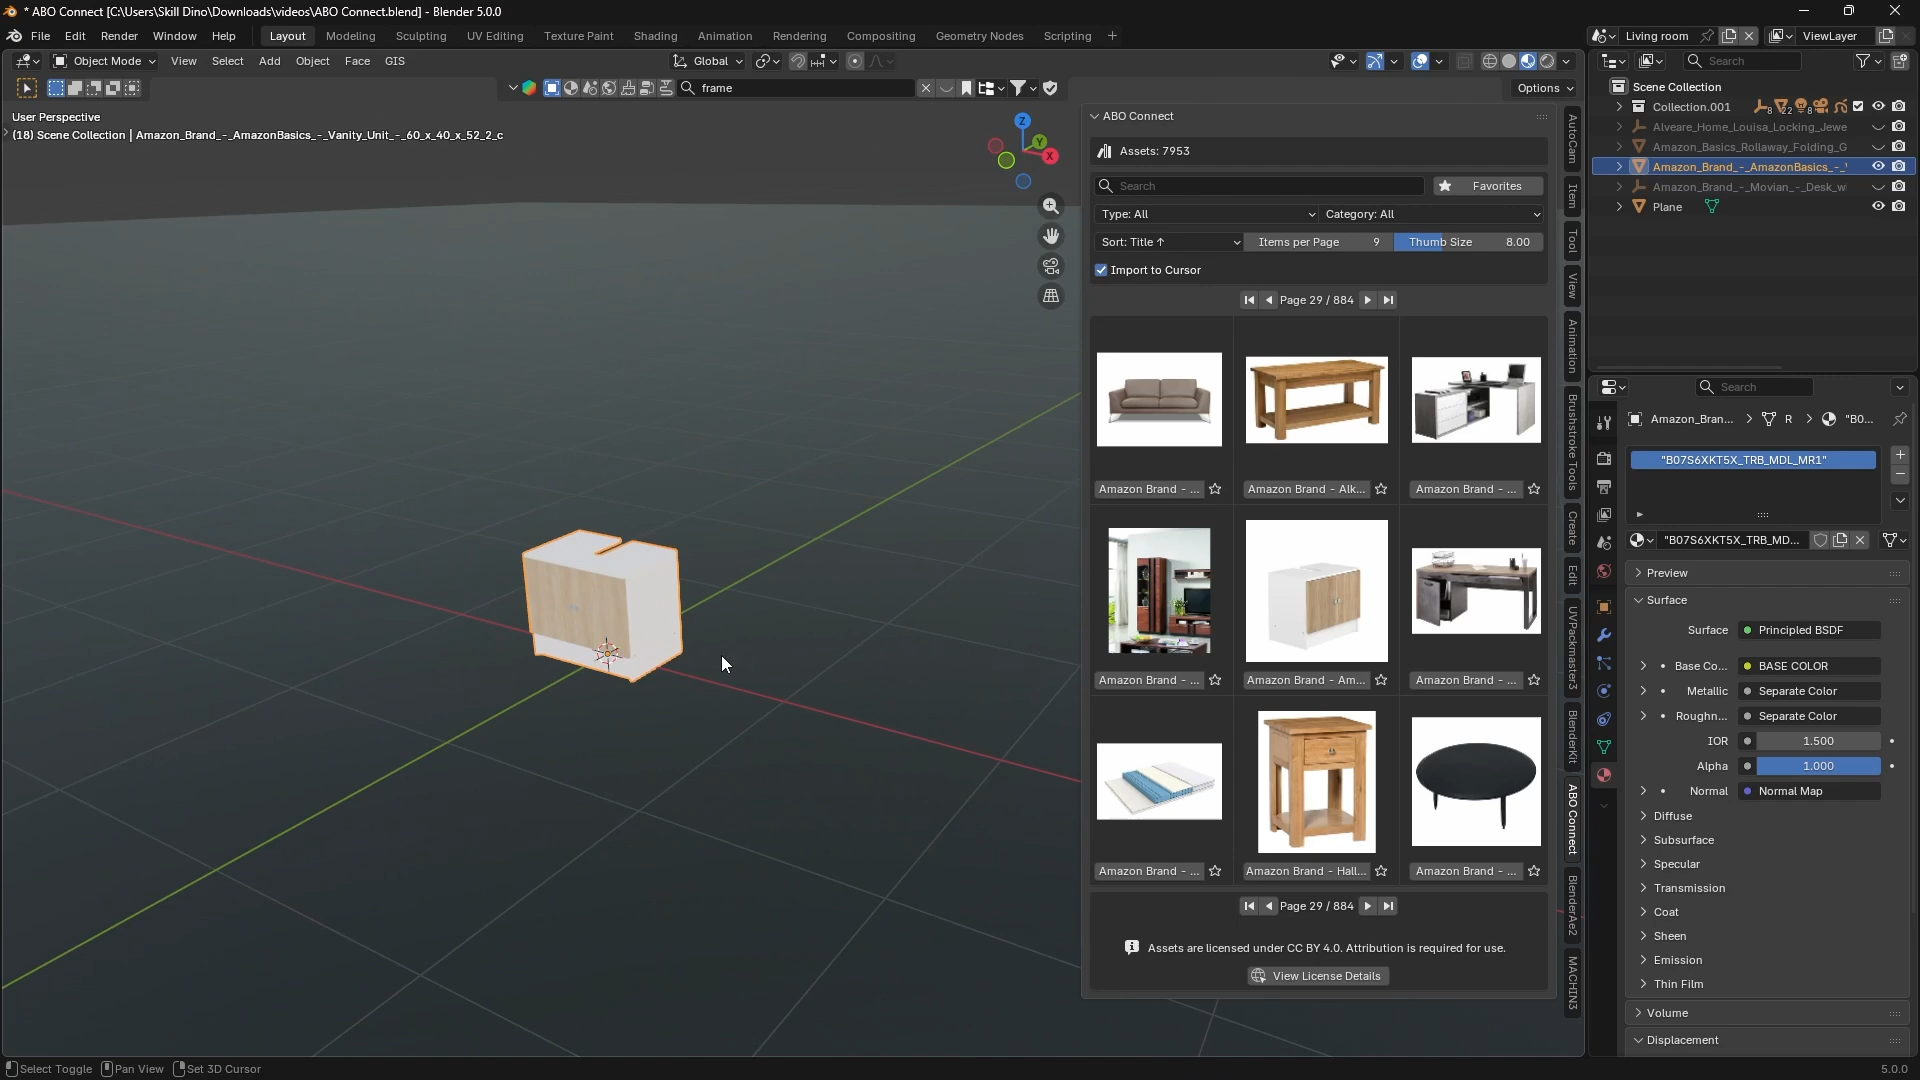 * ABO Connect [C:\Users\Skill Dino\Downloads\videos\ABO Connect.blend] - Blender 5.0.0
File Edit Render Window Help Layout Modeling Sculpting UV Editing Texture Paint Shading Animation Rendering Compositing Geometry Nodes Scripting Living room ViewLayer
Object Mode View Select Add Object Face GIS Global Search
frame Options
User Perspective
(18) Scene Collection | Amazon_Brand_-_AmazonBasics_-_Vanity_Unit_-_60_x_40_x_52_2_c
Z
Y
X
ABO Connect
Assets: 7953
Search Favorites
Type: All Category: All
Sort: Title ↑ Items per Page 9 Thumb Size 8.00
Import to Cursor
Page 29 / 884
Amazon Brand - ... Amazon Brand - Alk... Amazon Brand - ...
Amazon Brand - ... Amazon Brand - Am... Amazon Brand - ...
Amazon Brand - ... Amazon Brand - Hall... Amazon Brand - ...
Page 29 / 884
Assets are licensed under CC BY 4.0. Attribution is required for use.
View License Details
AutoCam
Item
Tool
View
Animation
Brushstroke Tools
Create
Edit
UVPackmaster3
BlenderKit
ABO Connect
BlenderAe2
MACHIN3
Scene Collection
Collection.001 8 22 8
Alveare_Home_Louisa_Locking_Jewe
Amazon_Basics_Rollaway_Folding_G
Amazon_Brand_-_AmazonBasics_-_
Amazon_Brand_-_Movian_-_Desk_w
Plane
Search
Amazon_Bran... R "B0...
"B07S6XKT5X_TRB_MDL_MR1"
"B07S6XKT5X_TRB_MD...
Preview
Surface
Surface Principled BSDF
Base Co... BASE COLOR
Metallic Separate Color
Roughn... Separate Color
IOR 1.500
Alpha 1.000
Normal Normal Map
Diffuse
Subsurface
Specular
Transmission
Coat
Sheen
Emission
Thin Film
Volume
Displacement
Select Toggle Pan View Set 3D Cursor 5.0.0